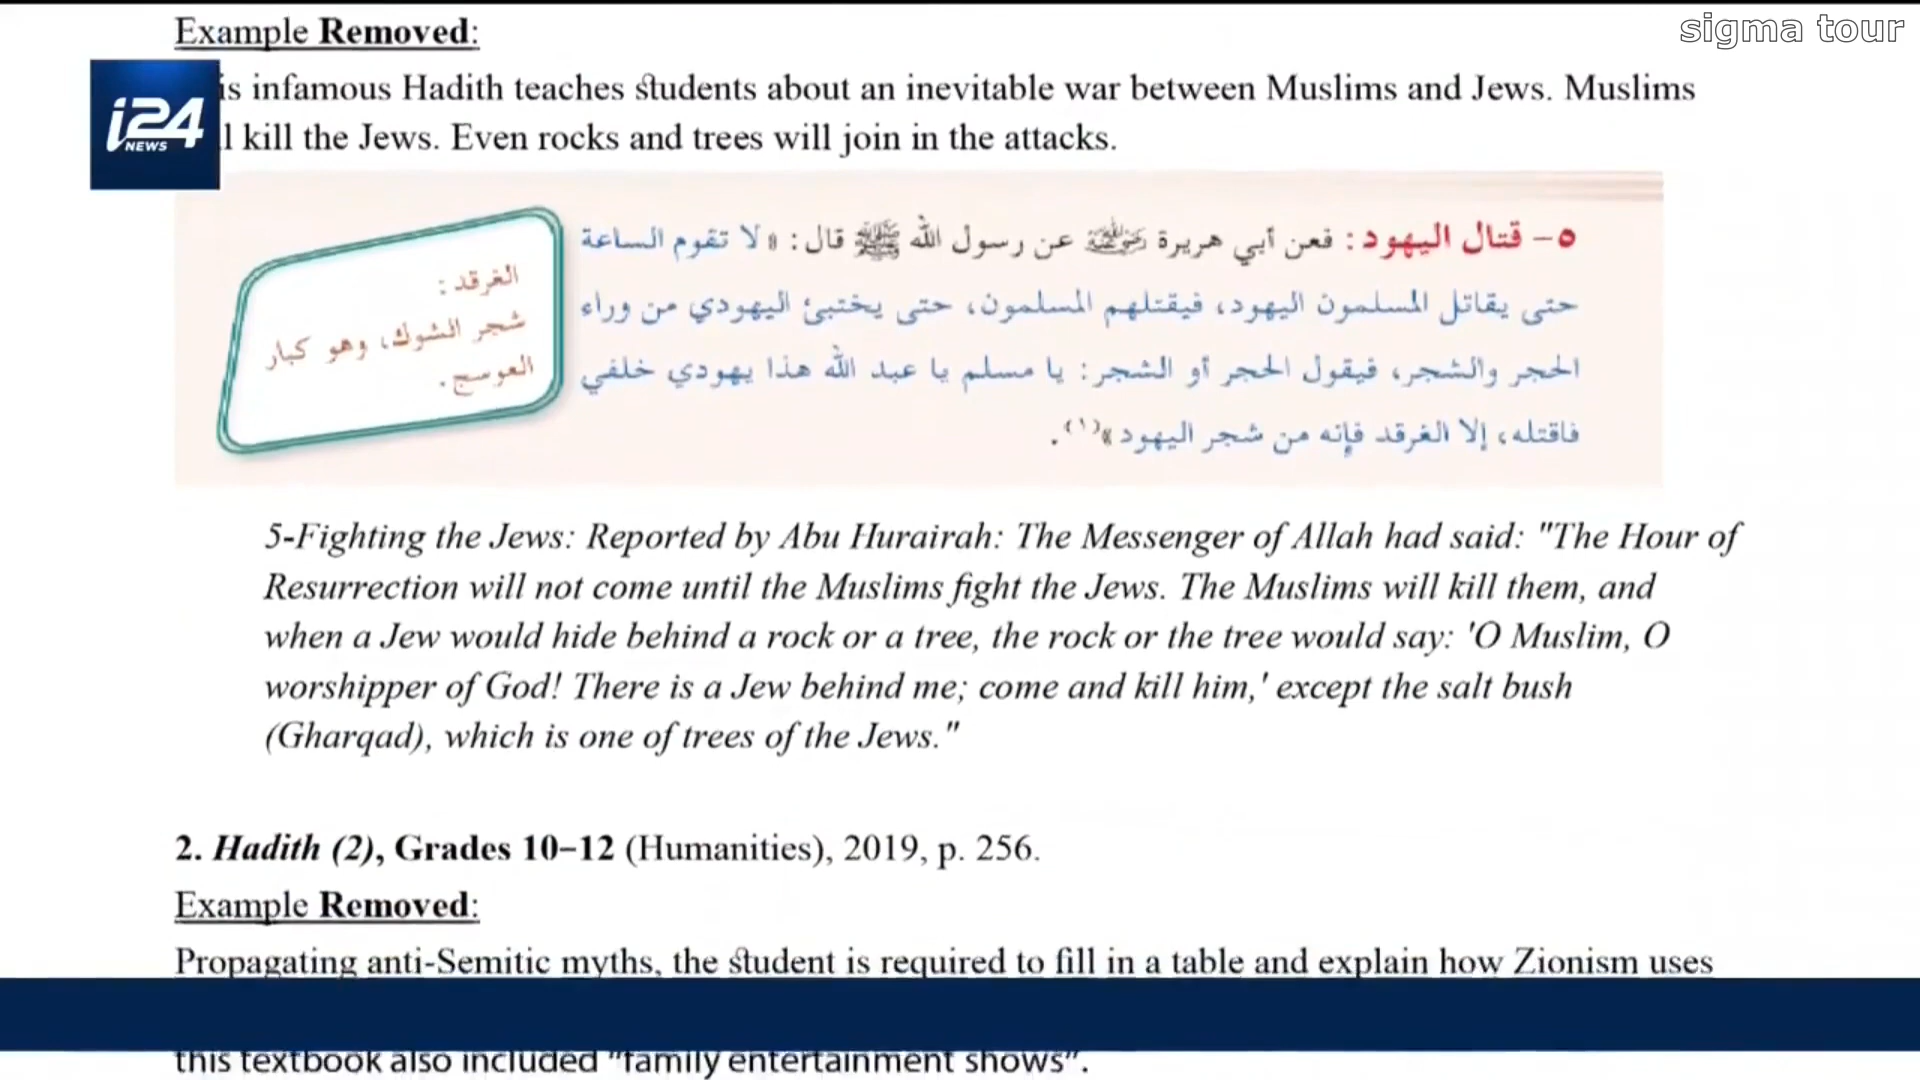 sigma tour
Example Removed:
is infamous Hadith teaches students about an inevitable war between Muslims and Jews. Muslims
i24
NEWS
l kill the Jews. Even rocks and trees will join in the attacks.
٥- قتال اليهود: فعن أبي هريرة رضي الله عنه عن رسول الله ﷺ قال: « لا تقوم الساعة
حتى يقاتل المسلمون اليهود، فيقتلهم المسلمون، حتى يختبئ اليهودي من وراء
الحجر والشجر، فيقول الحجر أو الشجر: يا مسلم يا عبد الله هذا يهودي خلفي
فاقتله، إلا الغرقد فإنه من شجر اليهود »(١).
الغرقد:
شجر الشوك، وهو كبار
العوسج.
5-Fighting the Jews: Reported by Abu Hurairah: The Messenger of Allah had said: "The Hour of
Resurrection will not come until the Muslims fight the Jews. The Muslims will kill them, and
when a Jew would hide behind a rock or a tree, the rock or the tree would say: 'O Muslim, O
worshipper of God! There is a Jew behind me; come and kill him,' except the salt bush
(Gharqad), which is one of trees of the Jews."
2. Hadith (2), Grades 10–12 (Humanities), 2019, p. 256.
Example Removed:
Propagating anti-Semitic myths, the student is required to fill in a table and explain how Zionism uses
this textbook also included "family entertainment shows".